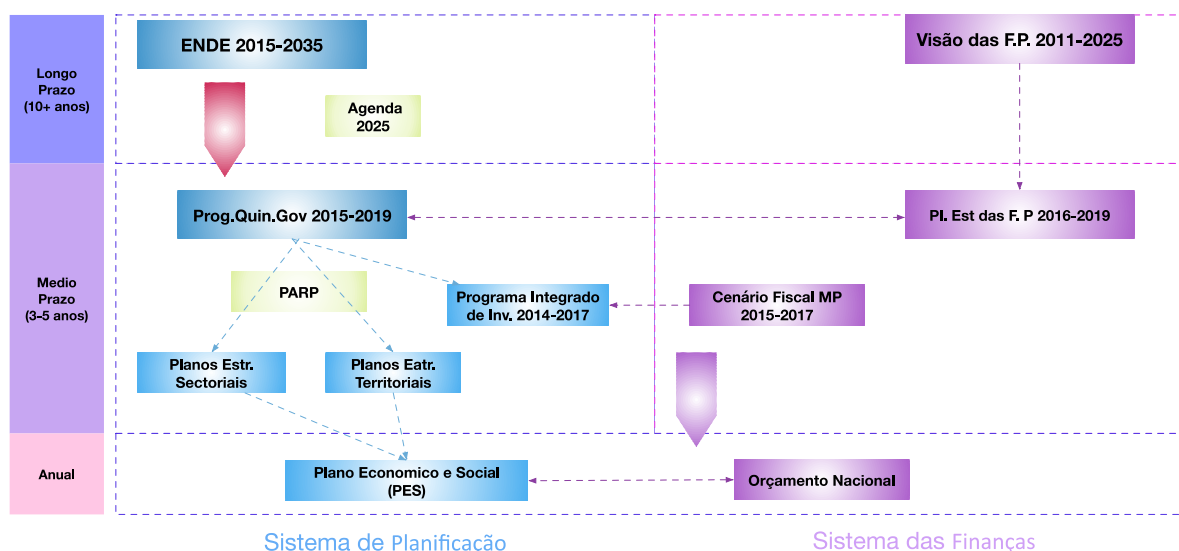 Longo
Prazo
(10+ anos)
ENDE 2015-2035
Visão das F.P. 2011-2025
Agenda
2025
Medio
Prazo
(3-5 anos)
Prog.Quin.Gov 2015-2019
Pl. Est das F. P 2016-2019
PARP
Programa Integrado
de Inv. 2014-2017
Cenário Fiscal MP
2015-2017
Planos Estr.
Sectoriais
Planos Eatr.
Territoriais
Anual
Plano Economico e Social
(PES)
Orçamento Nacional
Sistema de Planificação
Sistema das Finanças